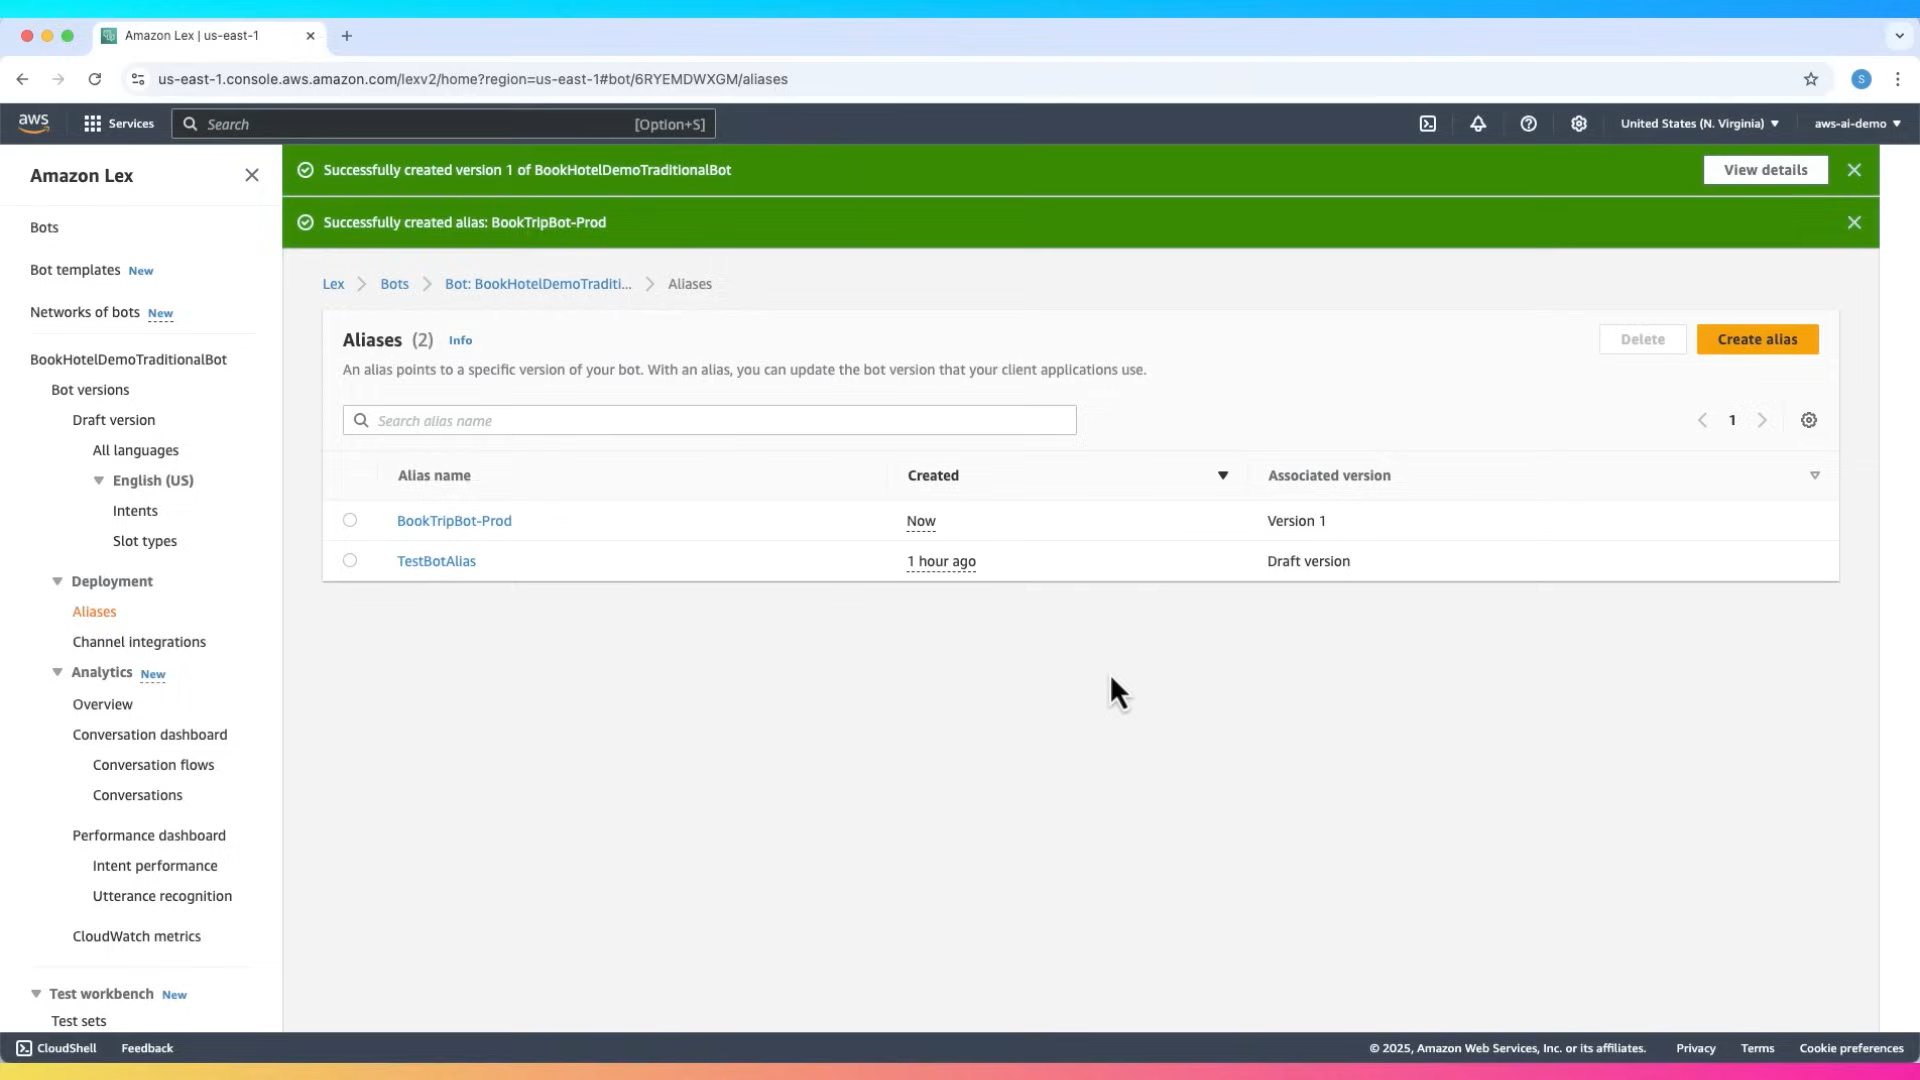 Amazon Lex | us-east-1
us-east-1.console.aws.amazon.com/lexv2/home?region=us-east-1#bot/6RYEMDWXGM/aliases
S
aws
Services
Search
[Option+S]
United States (N. Virginia)
aws-ai-demo
Amazon Lex
Bots
Bot templates New
Networks of bots New
BookHotelDemoTraditionalBot
Bot versions
Draft version
All languages
English (US)
Intents
Slot types
Deployment
Aliases
Channel integrations
Analytics New
Overview
Conversation dashboard
Conversation flows
Conversations
Performance dashboard
Intent performance
Utterance recognition
CloudWatch metrics
Test workbench New
Test sets
Successfully created version 1 of BookHotelDemoTraditionalBot
View details
Successfully created alias: BookTripBot-Prod
Lex
Bots
Bot: BookHotelDemoTraditi...
Aliases
Aliases (2) Info
Delete
Create alias
An alias points to a specific version of your bot. With an alias, you can update the bot version that your client applications use.
Search alias name
1
Alias name Created Associated version
BookTripBot-Prod Now Version 1
TestBotAlias 1 hour ago Draft version
CloudShell
Feedback
© 2025, Amazon Web Services, Inc. or its affiliates.
Privacy
Terms
Cookie preferences